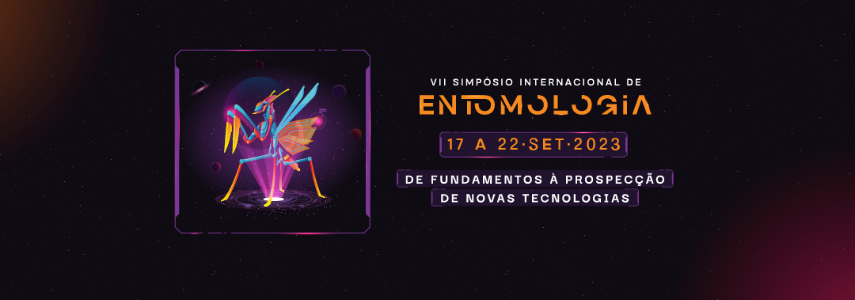 VII SIMPÓSIO INTERNACIONAL DE
ENTOMOLOGIA
17 A 22·SET·2023
DE FUNDAMENTOS À PROSPECÇÃO
DE NOVAS TECNOLOGIAS